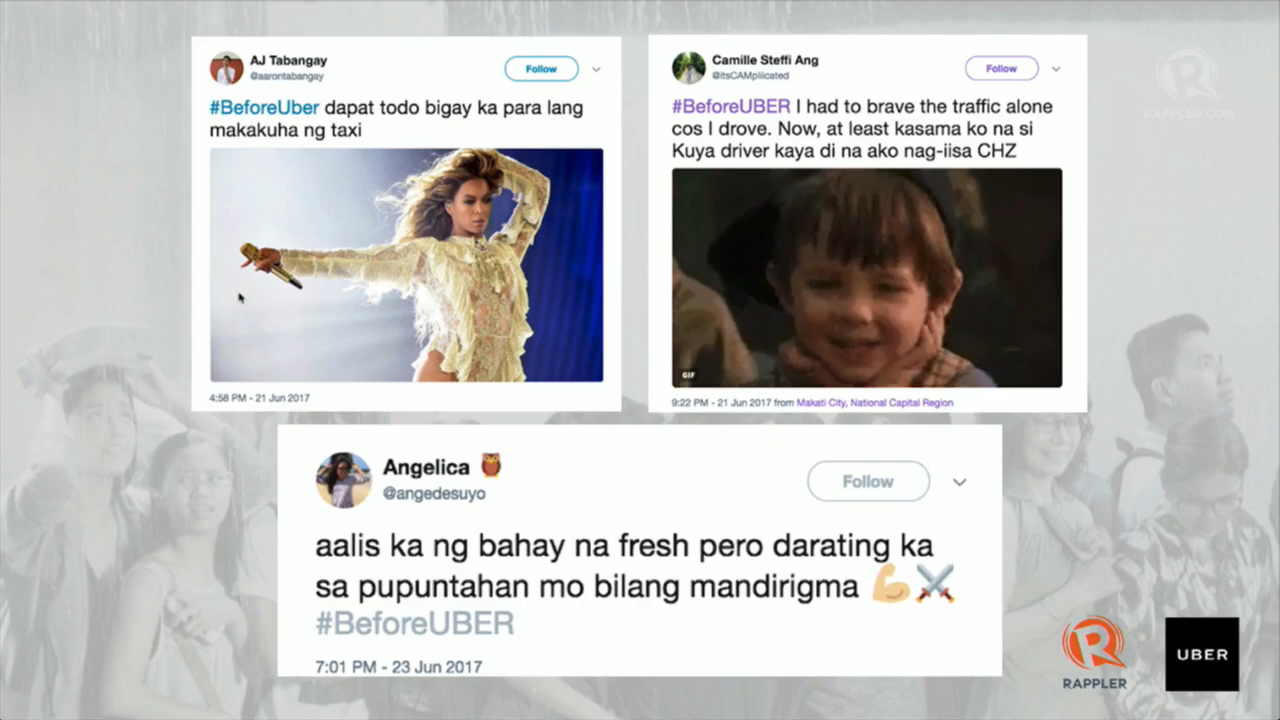 AJ Tabangay
@aarontabangay
Follow
#BeforeUber dapat todo bigay ka para lang
makakuha ng taxi
4:58 PM - 21 Jun 2017
Camille Steffi Ang
@itsCAMpliicated
Follow
#BeforeUBER I had to brave the traffic alone
cos I drove. Now, at least kasama ko na si
Kuya driver kaya di na ako nag-iisa CHZ
GIF
9:22 PM - 21 Jun 2017 from Makati City, National Capital Region
RAPPLER.COM
Angelica 🦉
@angedesuyo
Follow
aalis ka ng bahay na fresh pero darating ka
sa pupuntahan mo bilang mandirigma 💪🏼⚔️
#BeforeUBER
7:01 PM - 23 Jun 2017
RAPPLER
UBER